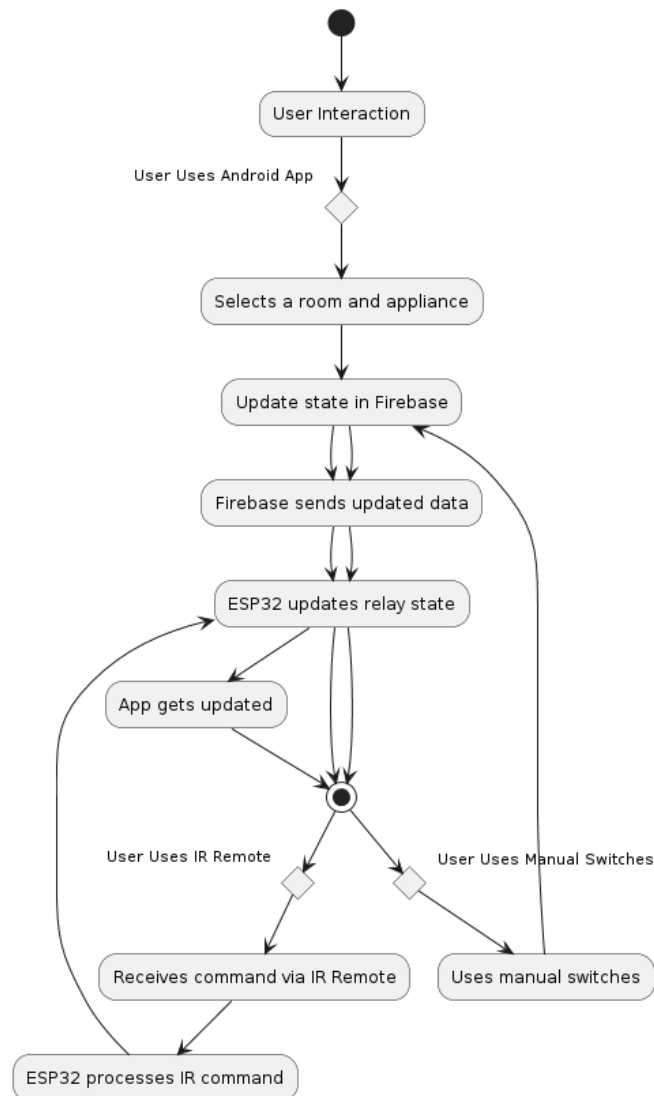 User Interaction
User Uses Android App
Selects a room and appliance
Update state in Firebase
Firebase sends updated data
ESP32 updates relay state
App gets updated
User Uses IR Remote
User Uses Manual Switches
Receives command via IR Remote
Uses manual switches
ESP32 processes IR command